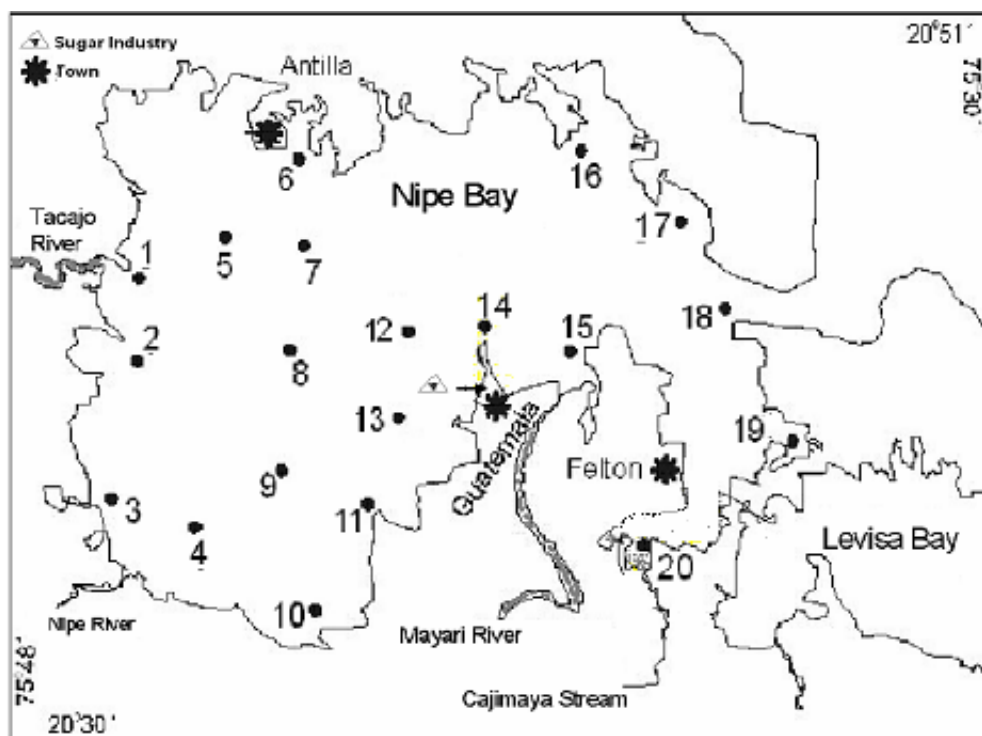 Sugar Industry
Town
Antilla
20°51'
75°30'
6
Nipe Bay
16
Tacajo
River
1
5
7
17
2
8
12
14
15
18
13
Guatemala
9
Felton
19
3
4
11
Levisa Bay
20
Nipe River
10
Mayari River
75°48'
20°30'
Cajimaya Stream